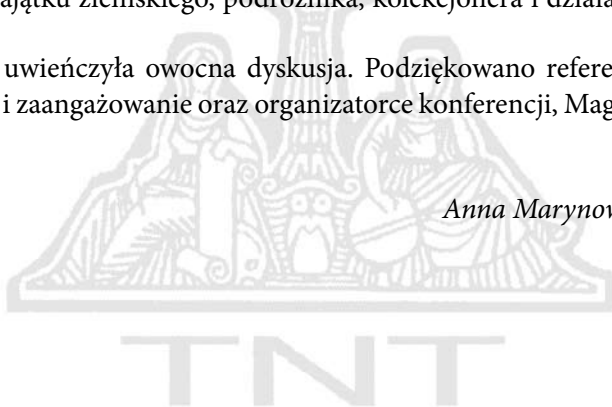 ajątku ziemskiego, podróżnika, kolekcjonera i działa
uwieńczyła owocna dyskusja. Podziękowano refere
i zaangażowanie oraz organizatorce konferencji, Mag
Anna Marynow
TNT